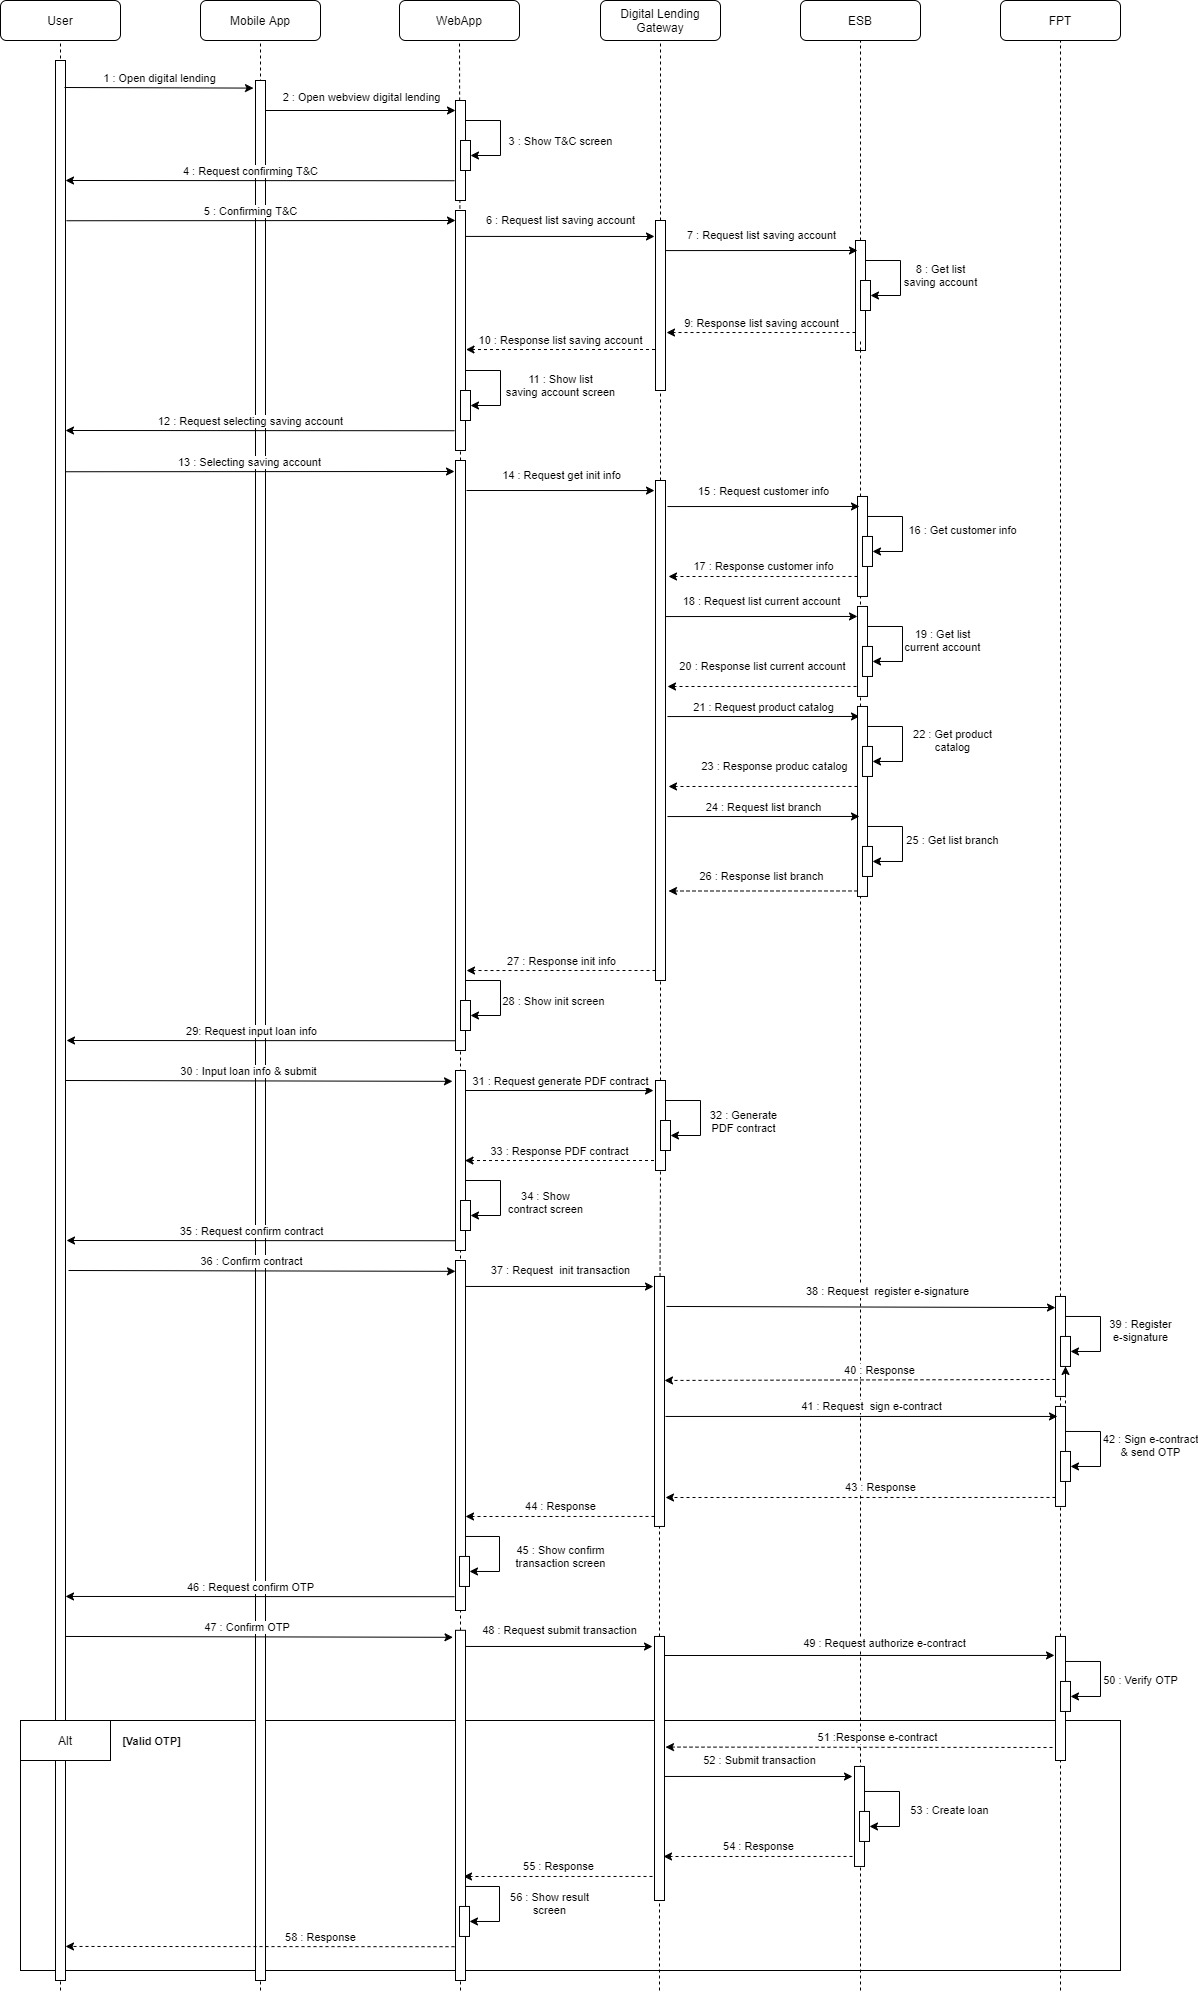 User
Mobile App
WebApp
Digital Lending
Gateway
ESB
FPT
1 : Open digital lending
2 : Open webview digital lending
3 : Show T&C screen
4 : Request confirming T&C
5 : Confirming T&C
6 : Request list saving account
7 : Request list saving account
8 : Get list
saving account
9: Response list saving account
10 : Response list saving account
11 : Show list
saving account screen
12 : Request selecting saving account
13 : Selecting saving account
14 : Request get init info
15 : Request customer info
16 : Get customer info
17 : Response customer info
18 : Request list current account
19 : Get list
current account
20 : Response list current account
21 : Request product catalog
22 : Get product
catalog
23 : Response produc catalog
24 : Request list branch
25 : Get list branch
26 : Response list branch
27 : Response init info
28 : Show init screen
29: Request input loan info
30 : Input loan info & submit
31 : Request generate PDF contract
32 : Generate
PDF contract
33 : Response PDF contract
34 : Show
contract screen
35 : Request confirm contract
36 : Confirm contract
37 : Request  init transaction
38 : Request  register e-signature
39 : Register
e-signature
40 : Response
41 : Request  sign e-contract
42 : Sign e-contract
& send OTP
43 : Response
44 : Response
45 : Show confirm
transaction screen
46 : Request confirm OTP
47 : Confirm OTP
48 : Request submit transaction
49 : Request authorize e-contract
50 : Verify OTP
Alt
[Valid OTP]
51 :Response e-contract
52 : Submit transaction
53 : Create loan
54 : Response
55 : Response
56 : Show result
screen
58 : Response